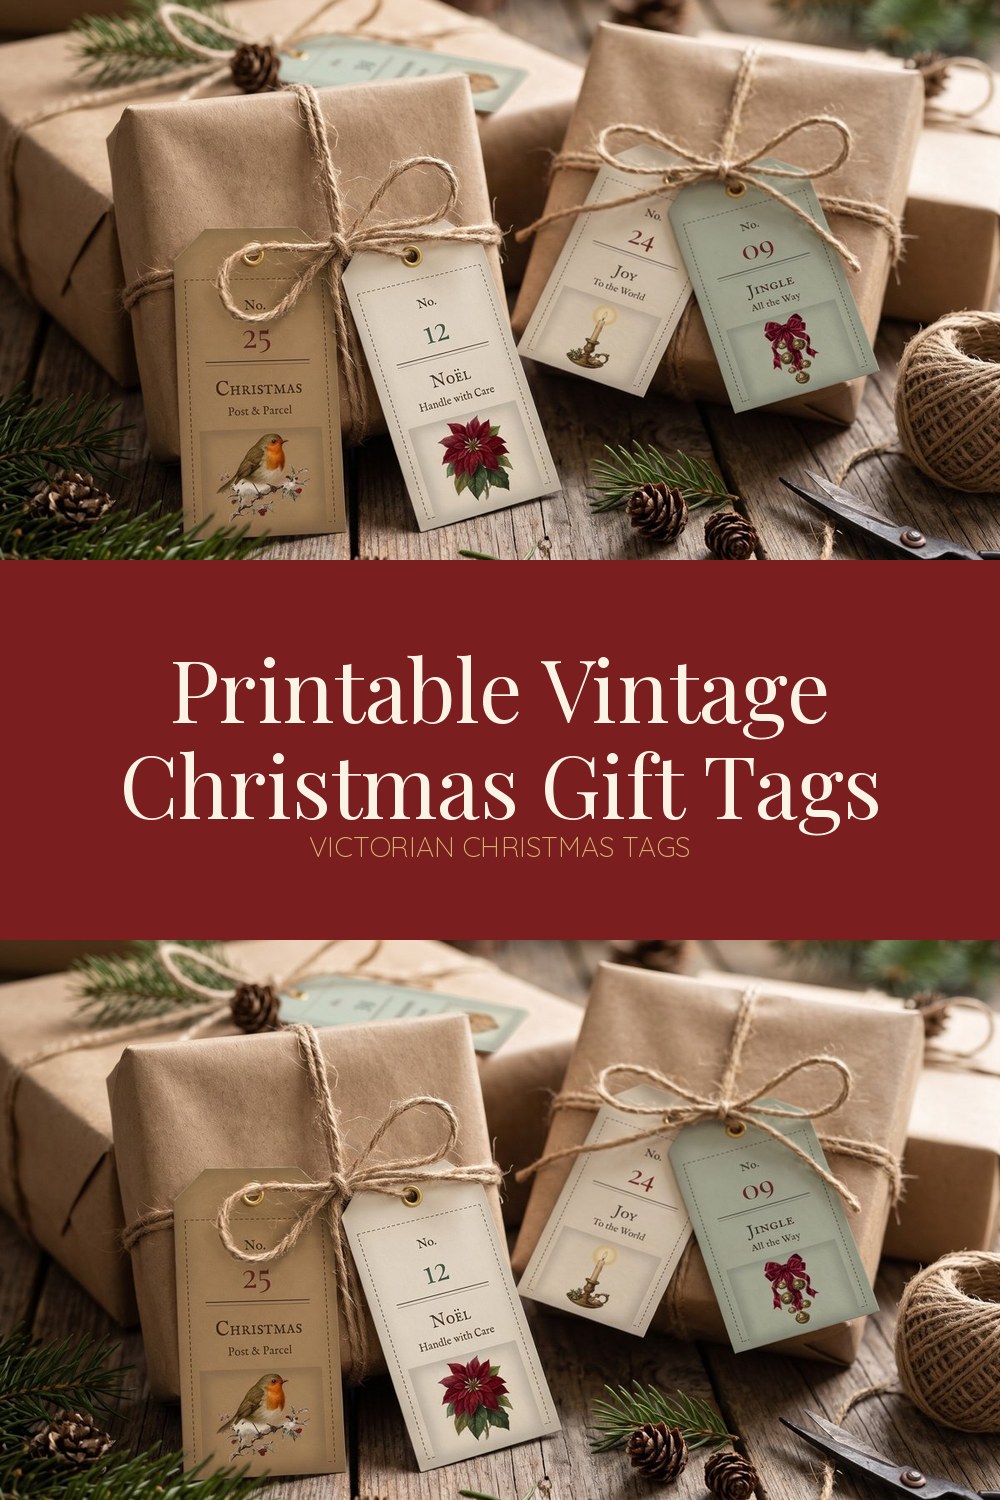 No.
25
Christmas
Post & Parcel
No.
12
Noël
Handle with Care
No.
24
Joy
To the World
No.
09
Jingle
All the Way
Printable Vintage
Christmas Gift Tags
VICTORIAN CHRISTMAS TAGS
No.
25
Christmas
Post & Parcel
No.
12
Noël
Handle with Care
No.
24
Joy
To the World
No.
09
Jingle
All the Way